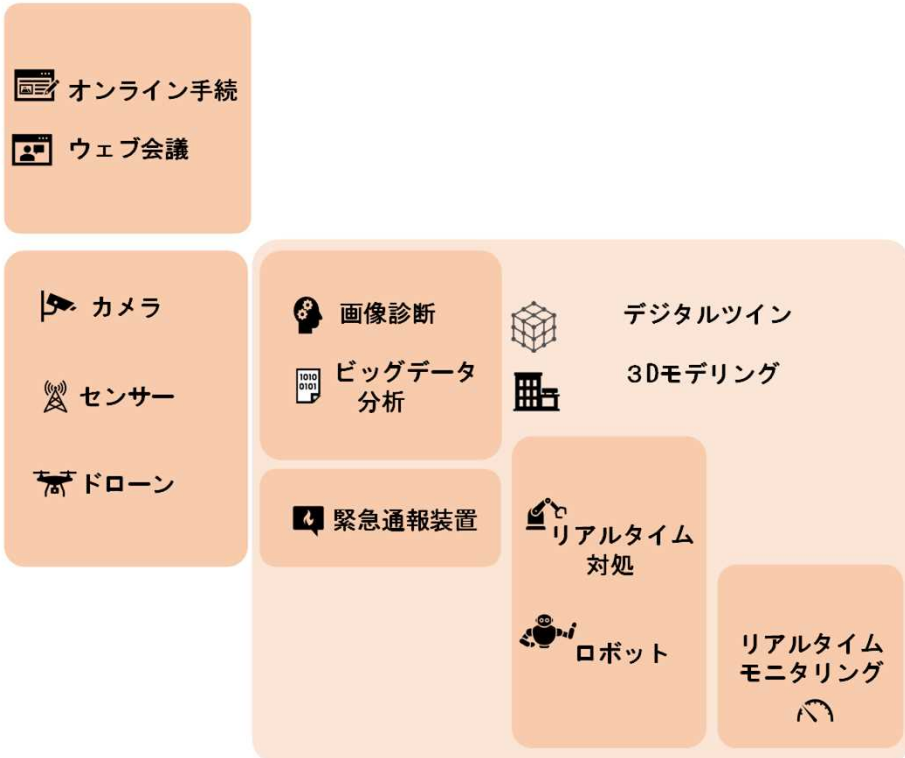 オンライン手続
ウェブ会議
カメラ
センサー
ドローン
画像診断
ビッグデータ
分析
1010
0101
デジタルツイン
3Dモデリング
緊急通報装置
リアルタイム
対処
ロボット
リアルタイム
モニタリング